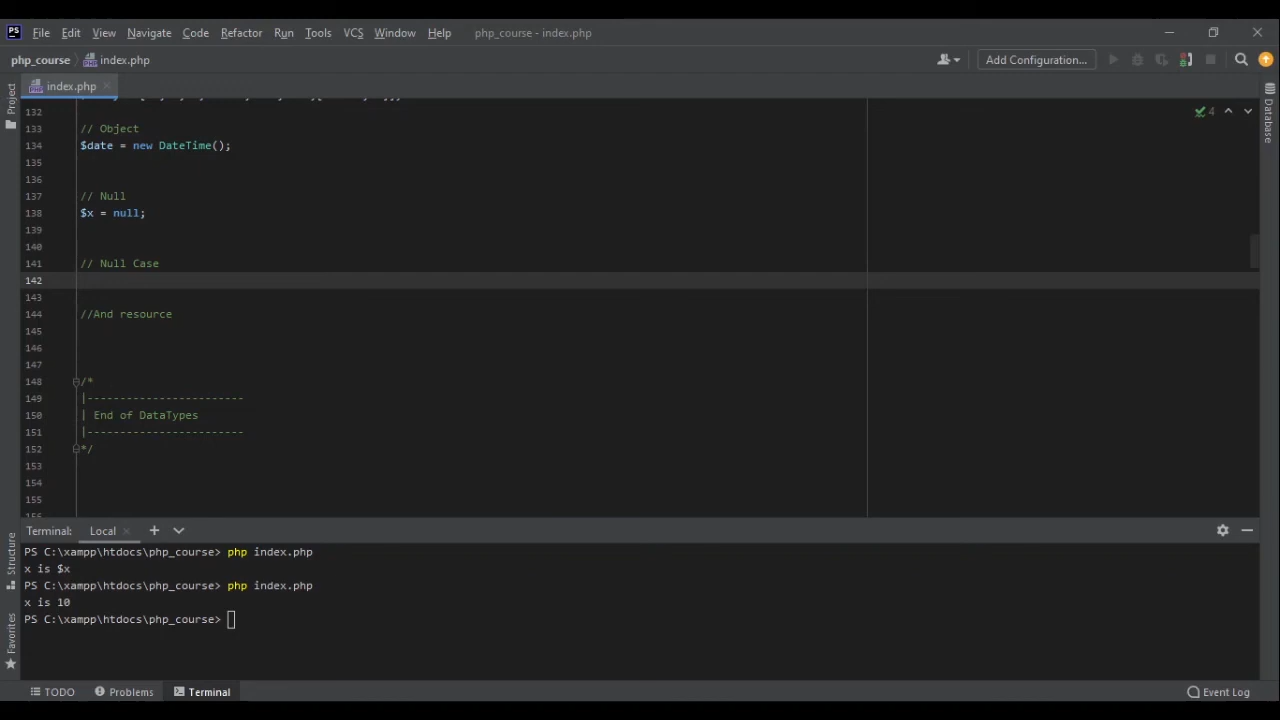 PS File Edit View Navigate Code Refactor Run Tools VCS Window Help php_course - index.php
php_course index.php Add Configuration...
index.php
Project
Database
4
132
133 // Object
134 $date = new DateTime();
135
136
137 // Null
138 $x = null;
139
140
141 // Null Case
142
143
144 //And resource
145
146
147
148 /*
149 |------------------------
150 | End of DataTypes
151 |------------------------
152 */
153
154
155
Structure
Favorites
Terminal: Local
PS C:\xampp\htdocs\php_course> php index.php
x is $x
PS C:\xampp\htdocs\php_course> php index.php
x is 10
PS C:\xampp\htdocs\php_course>
TODO Problems Terminal Event Log